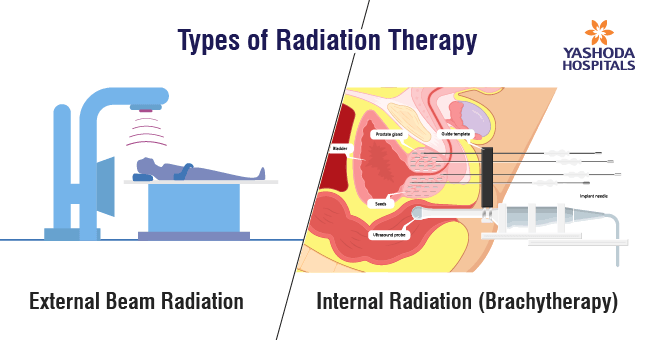 Types of Radiation Therapy
YASHODA
HOSPITALS
Prostate gland
Guide template
Bladder
Seeds
Implant needle
Ultrasound probe
External Beam Radiation
Internal Radiation (Brachytherapy)